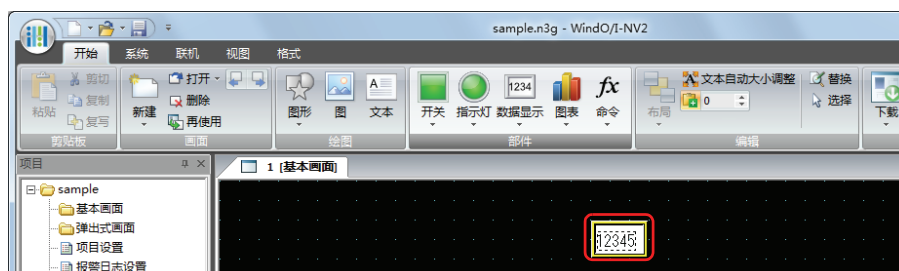 sample.n3g - WindO/I-NV2
开始 系统 联机 视图 格式
粘贴 剪切 复制 复写 剪贴板
新建 打开 删除 再使用 画面
图形 图 文本 绘图
开关 指示灯 1234 数据显示 图表 fx 命令 部件
布局 文本自动大小调整 0 替换 选择 编辑
下载
项目
1 [基本画面]
sample
基本画面
弹出式画面
项目设置
报警日志设置
12345